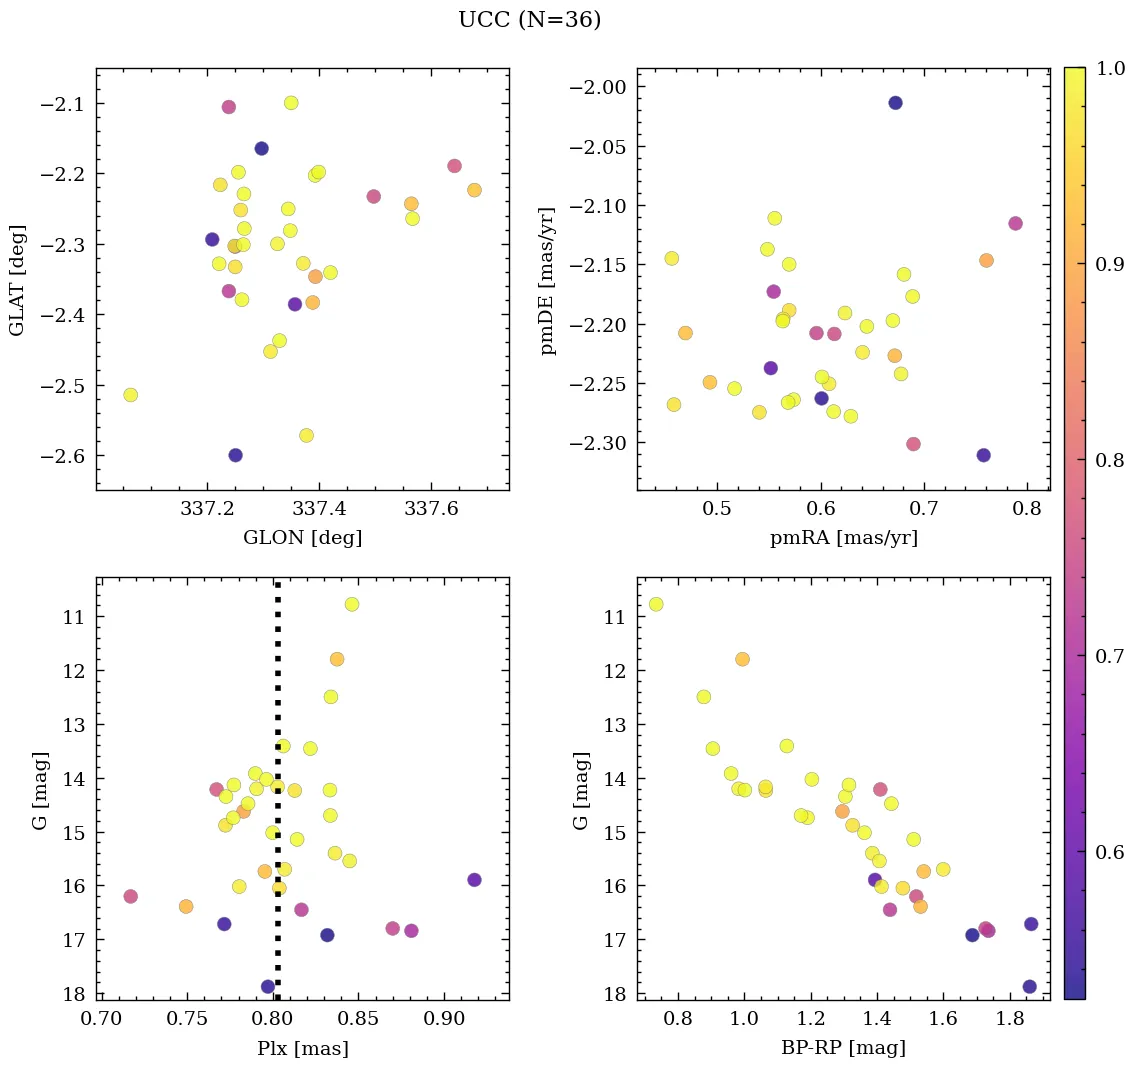 UCC (N=36)
−2.1
−2.2
−2.3
−2.4
−2.5
−2.6
GLAT [deg]
337.2 337.4 337.6
GLON [deg]
−2.00
−2.05
−2.10
−2.15
−2.20
−2.25
−2.30
pmDE [mas/yr]
0.5 0.6 0.7 0.8
pmRA [mas/yr]
11
12
13
14
15
16
17
18
G [mag]
0.70 0.75 0.80 0.85 0.90
Plx [mas]
11
12
13
14
15
16
17
18
G [mag]
0.8 1.0 1.2 1.4 1.6 1.8
BP-RP [mag]
1.0
0.9
0.8
0.7
0.6